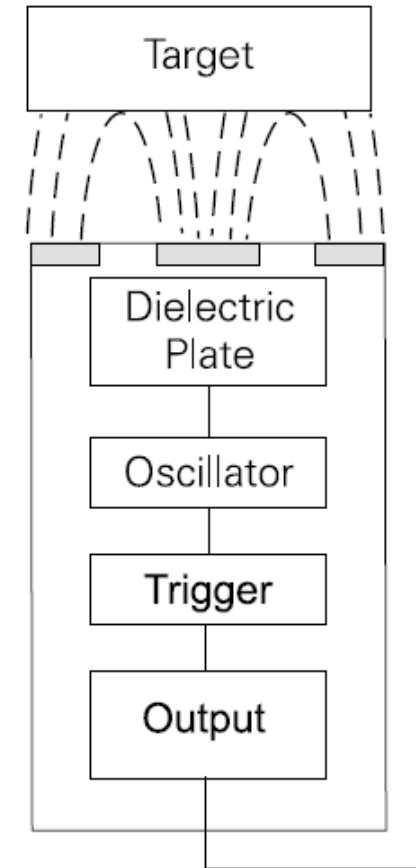 Target
Dielectric
Plate
Oscillator
Trigger
Output